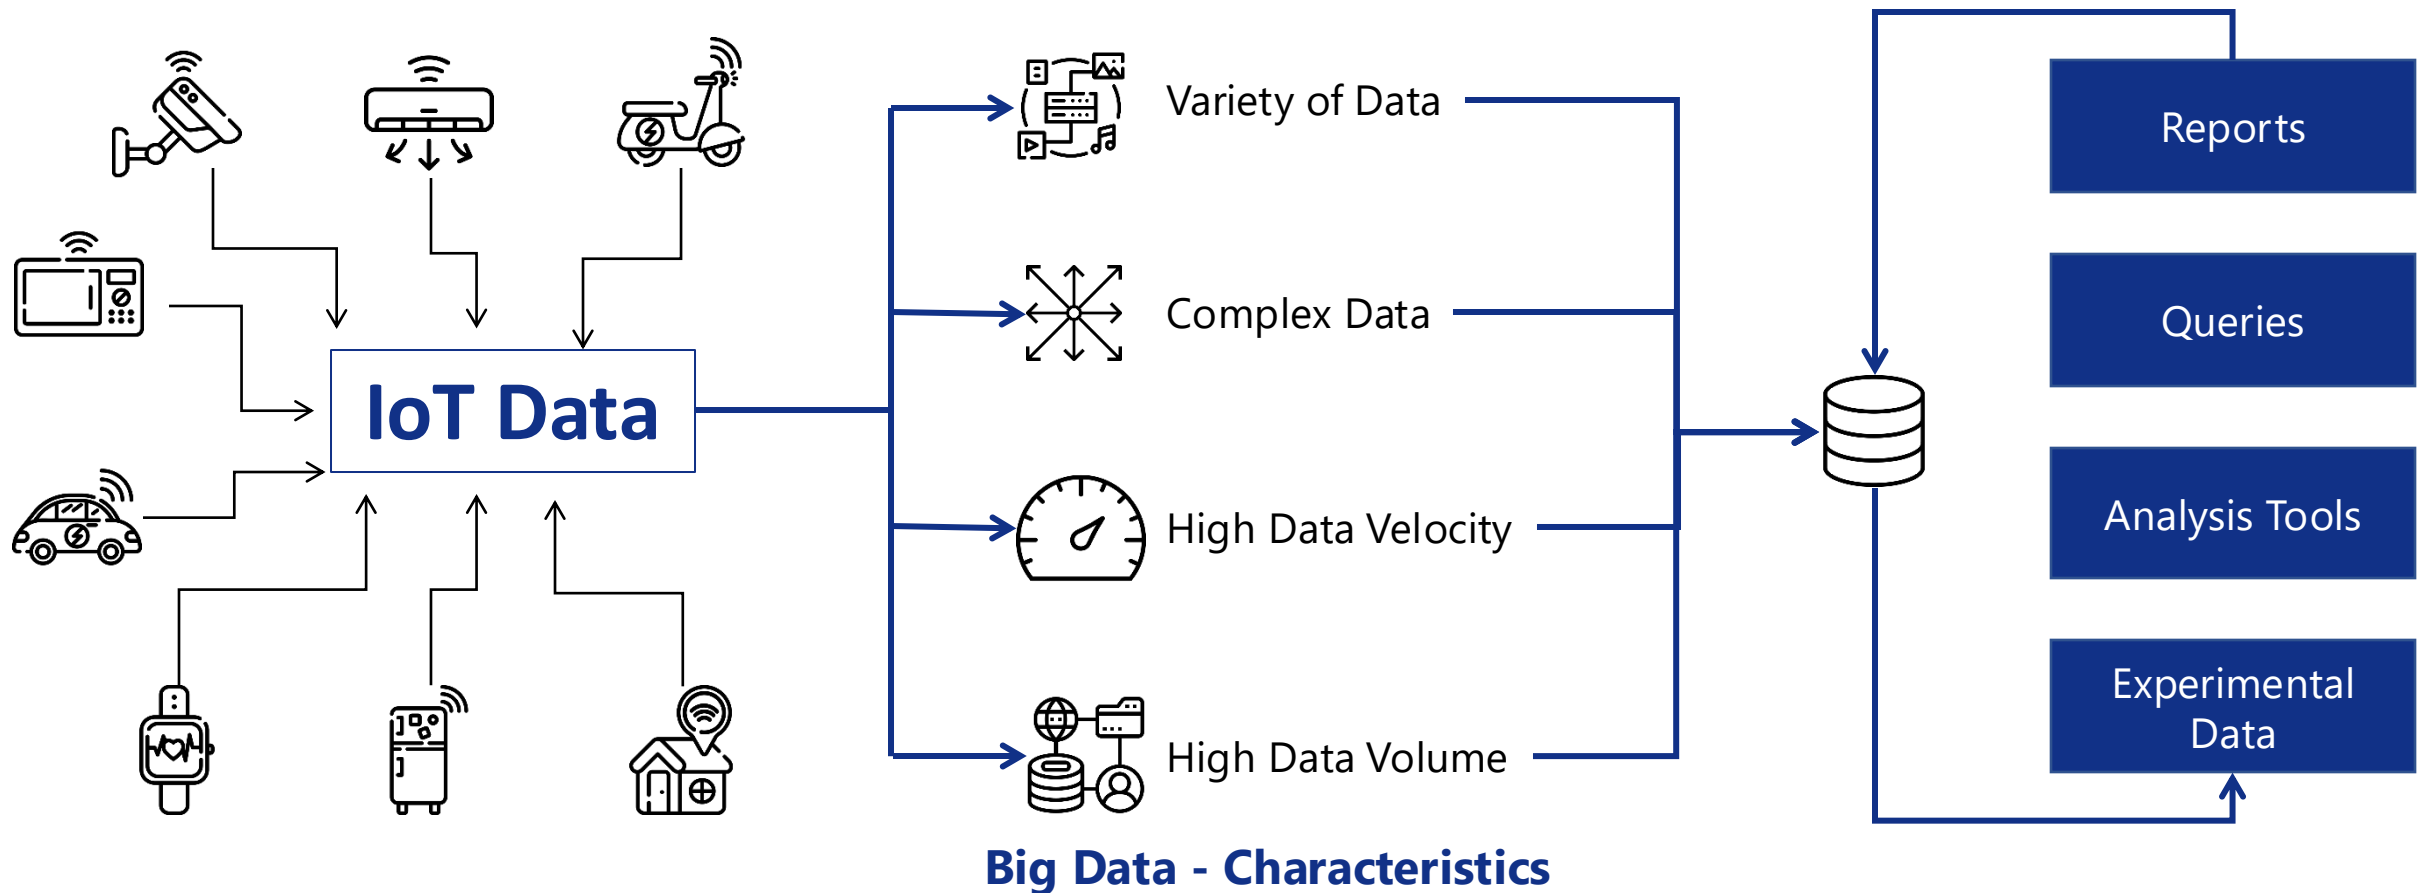 IoT Data
Variety of Data
Complex Data
High Data Velocity
High Data Volume
Big Data - Characteristics
Reports
Queries
Analysis Tools
Experimental
Data